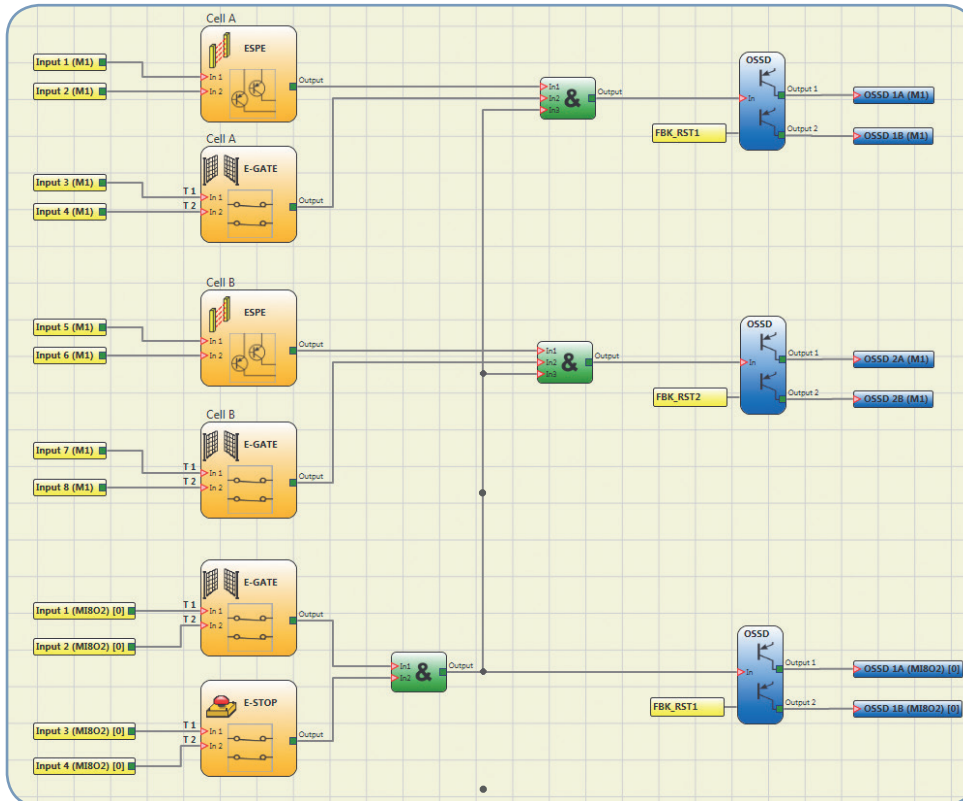 Cell A
ESPE
Input 1 (M1)
Input 2 (M1)
In 1
In 2
Output
In1
In2
In3
&
Output
OSSD
In
FBK_RST1
Output 1
Output 2
OSSD 1A (M1)
OSSD 1B (M1)
Cell A
E-GATE
Input 3 (M1)
Input 4 (M1)
T 1
T 2
In 1
In 2
Output
Cell B
ESPE
Input 5 (M1)
Input 6 (M1)
In 1
In 2
Output
In1
In2
In3
&
Output
OSSD
In
FBK_RST2
Output 1
Output 2
OSSD 2A (M1)
OSSD 2B (M1)
Cell B
E-GATE
Input 7 (M1)
Input 8 (M1)
T 1
T 2
In 1
In 2
Output
E-GATE
Input 1 (MI8O2) [0]
Input 2 (MI8O2) [0]
T 1
T 2
In 1
In 2
Output
In1
In2
&
Output
OSSD
In
FBK_RST1
Output 1
Output 2
OSSD 1A (MI8O2) [0]
OSSD 1B (MI8O2) [0]
E-STOP
Input 3 (MI8O2) [0]
Input 4 (MI8O2) [0]
T 1
T 2
In 1
In 2
Output